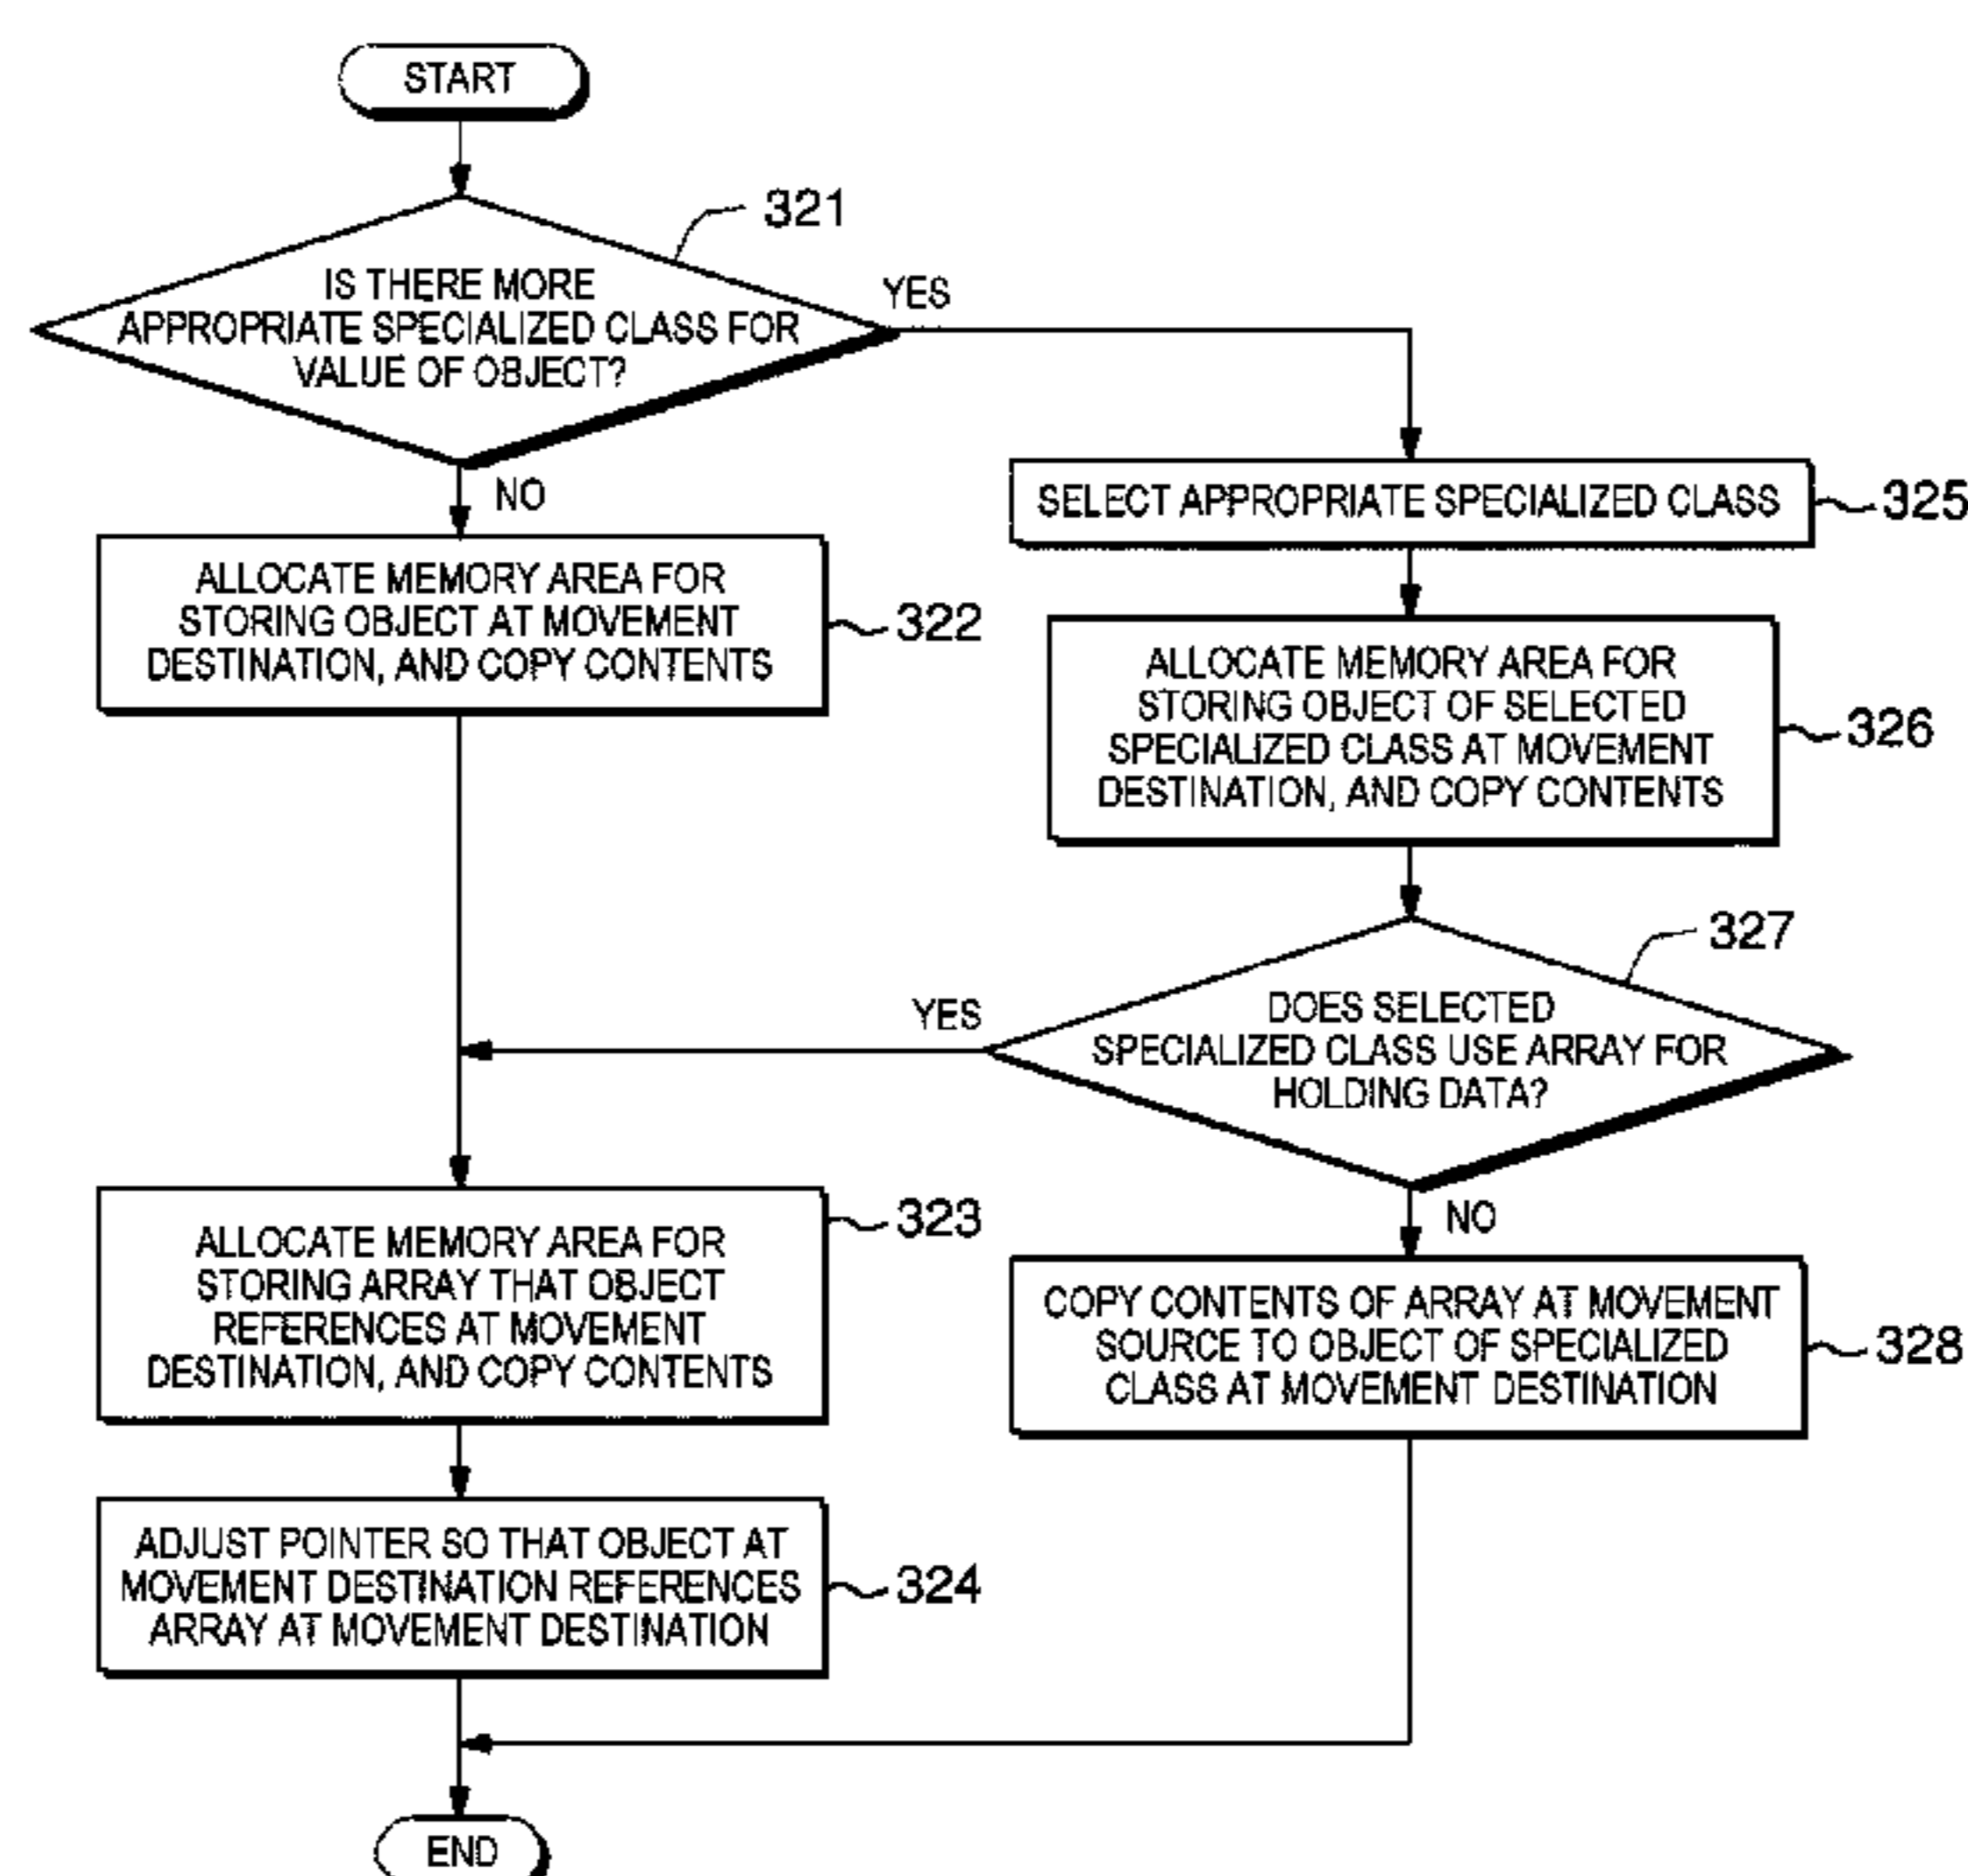 START
321
IS THERE MORE
APPROPRIATE SPECIALIZED CLASS FOR
VALUE OF OBJECT?
YES
NO
ALLOCATE MEMORY AREA FOR
STORING OBJECT AT MOVEMENT
DESTINATION, AND COPY CONTENTS
322
SELECT APPROPRIATE SPECIALIZED CLASS
325
ALLOCATE MEMORY AREA FOR
STORING OBJECT OF SELECTED
SPECIALIZED CLASS AT MOVEMENT
DESTINATION, AND COPY CONTENTS
326
327
DOES SELECTED
SPECIALIZED CLASS USE ARRAY FOR
HOLDING DATA?
YES
NO
ALLOCATE MEMORY AREA FOR
STORING ARRAY THAT OBJECT
REFERENCES AT MOVEMENT
DESTINATION, AND COPY CONTENTS
323
COPY CONTENTS OF ARRAY AT MOVEMENT
SOURCE TO OBJECT OF SPECIALIZED
CLASS AT MOVEMENT DESTINATION
328
ADJUST POINTER SO THAT OBJECT AT
MOVEMENT DESTINATION REFERENCES
ARRAY AT MOVEMENT DESTINATION
324
END